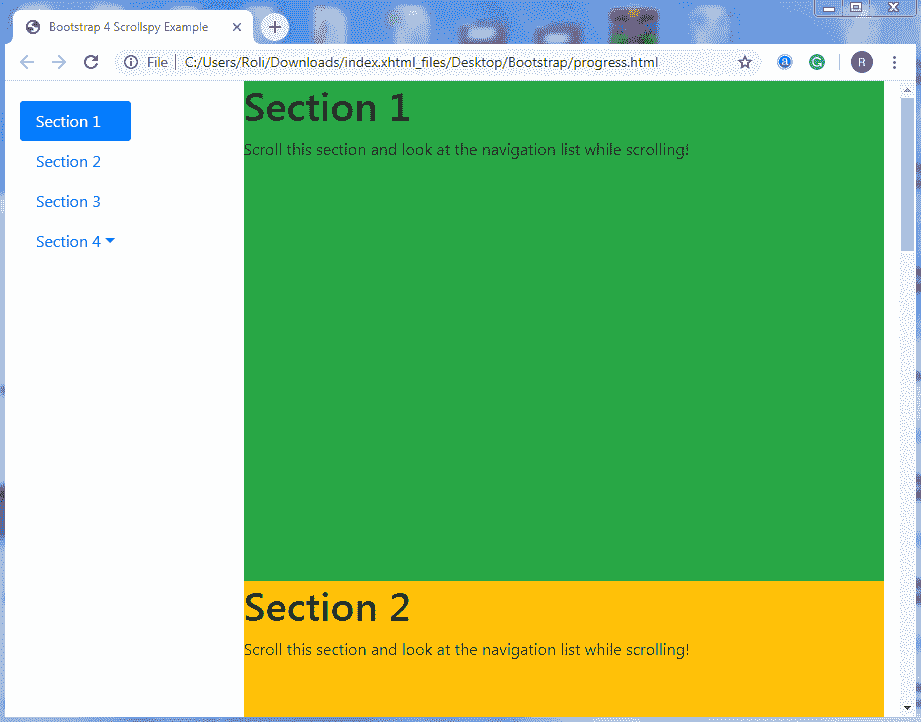 Bootstrap 4 Scrollspy Example
File
C:/Users/Roli/Downloads/index.xhtml_files/Desktop/Bootstrap/progress.html
a
G
R
Section 1
Section 2
Section 3
Section 4
Section 1
Scroll this section and look at the navigation list while scrolling!
Section 2
Scroll this section and look at the navigation list while scrolling!